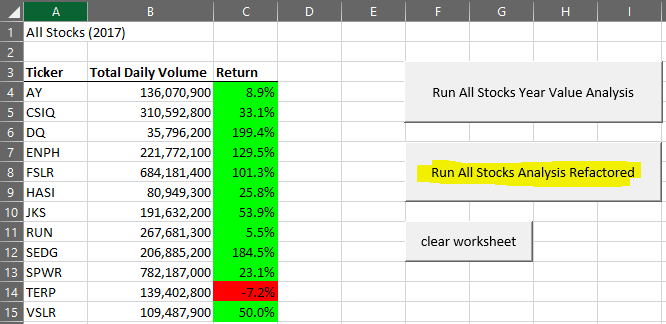 A B C D E F G H I
1 All Stocks (2017)
2
3 Ticker Total Daily Volume Return
4 AY 136,070,900 8.9%
5 CSIQ 310,592,800 33.1%
6 DQ 35,796,200 199.4%
7 ENPH 221,772,100 129.5%
8 FSLR 684,181,400 101.3%
9 HASI 80,949,300 25.8%
10 JKS 191,632,200 53.9%
11 RUN 267,681,300 5.5%
12 SEDG 206,885,200 184.5%
13 SPWR 782,187,000 23.1%
14 TERP 139,402,800 -7.2%
15 VSLR 109,487,900 50.0%
Run All Stocks Year Value Analysis
Run All Stocks Analysis Refactored
clear worksheet